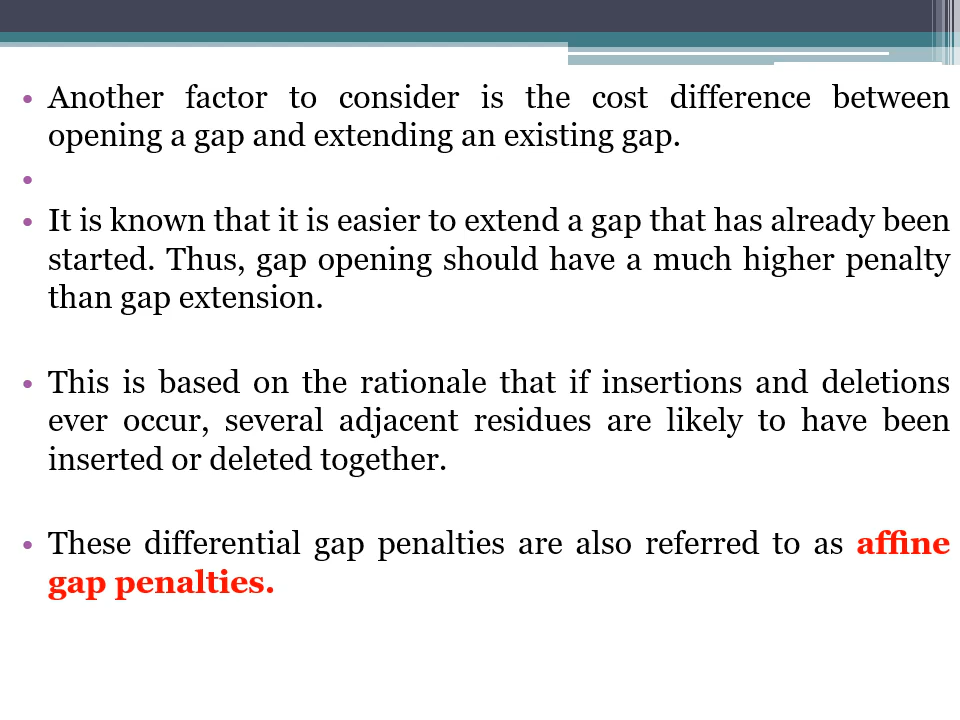 • Another factor to consider is the cost difference between
opening a gap and extending an existing gap.
•
• It is known that it is easier to extend a gap that has already been
started. Thus, gap opening should have a much higher penalty
than gap extension.
• This is based on the rationale that if insertions and deletions
ever occur, several adjacent residues are likely to have been
inserted or deleted together.
• These differential gap penalties are also referred to as affine
gap penalties.